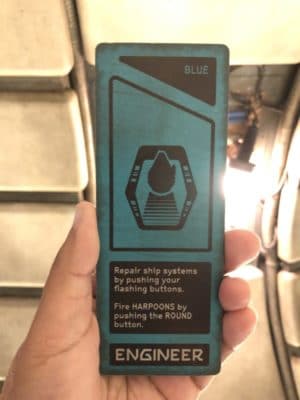 BLUE
Repair ship systems
by pushing your
flashing buttons.
Fire HARPOONS by
pushing the ROUND
button.
ENGINEER